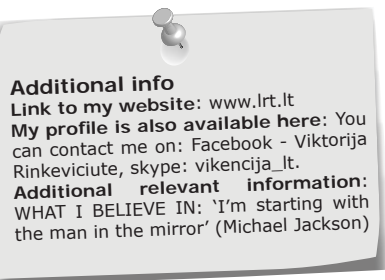 Additional info
Link to my website: www.lrt.lt
My profile is also available here: You
can contact me on: Facebook - Viktorija
Rinkeviciute, skype: vikencija_lt.
Additional relevant information:
WHAT I BELIEVE IN: ‘I’m starting with
the man in the mirror’ (Michael Jackson)